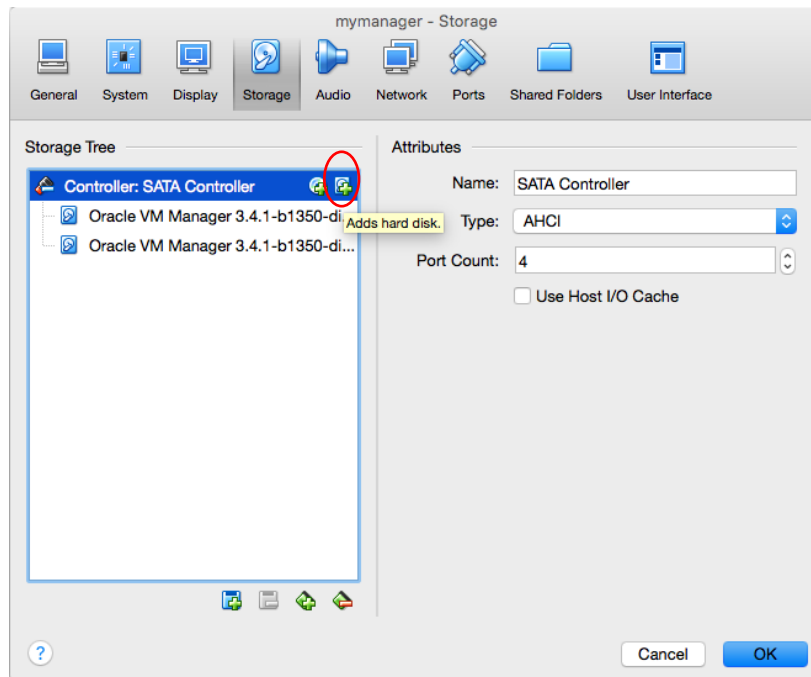 mymanager - Storage
General System Display Storage Audio Network Ports Shared Folders User Interface
Storage Tree
Controller: SATA Controller
Oracle VM Manager 3.4.1-b1350-di...
Oracle VM Manager 3.4.1-b1350-di...
Adds hard disk.
Attributes
Name: SATA Controller
Type: AHCI
Port Count: 4
Use Host I/O Cache
?
Cancel OK